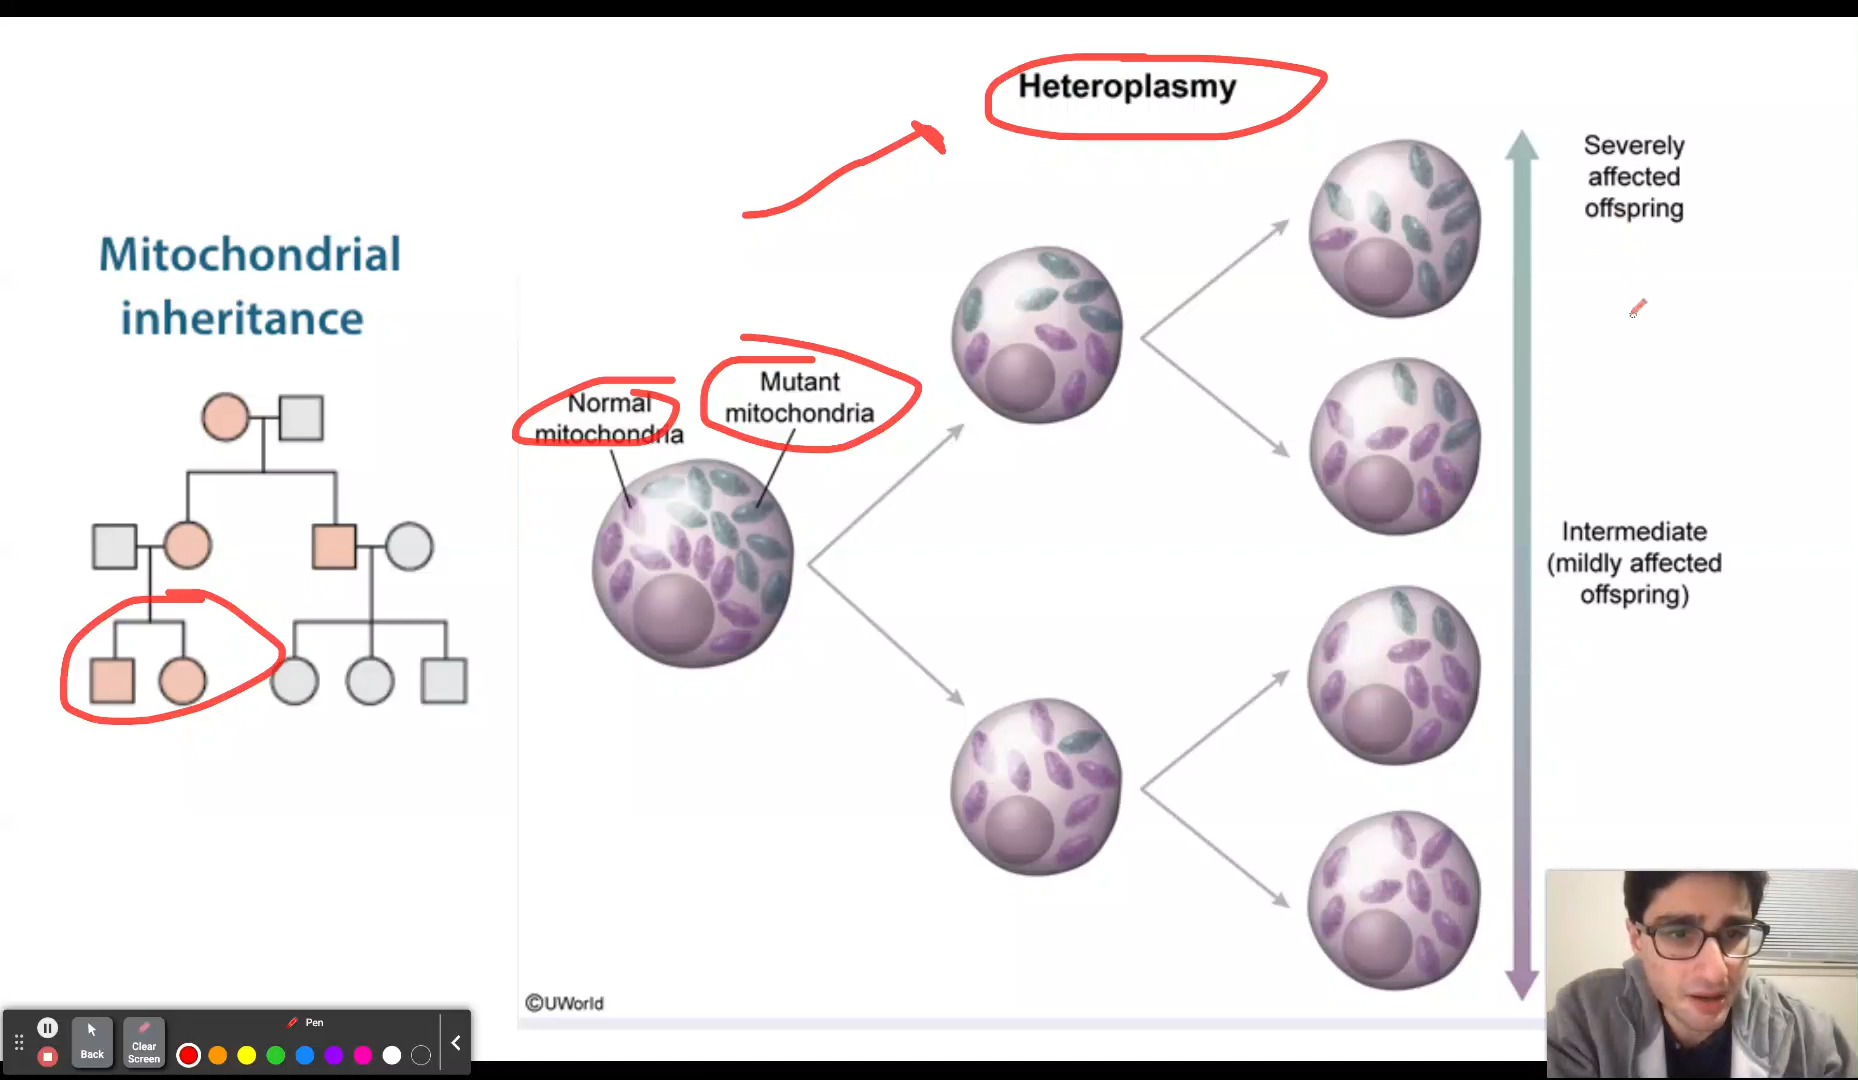 Heteroplasmy
Severely
affected
offspring
Mitochondrial
inheritance
Normal
mitochondria
Mutant
mitochondria
Intermediate
(mildly affected
offspring)
©UWorld
Pen
Back
Clear
Screen